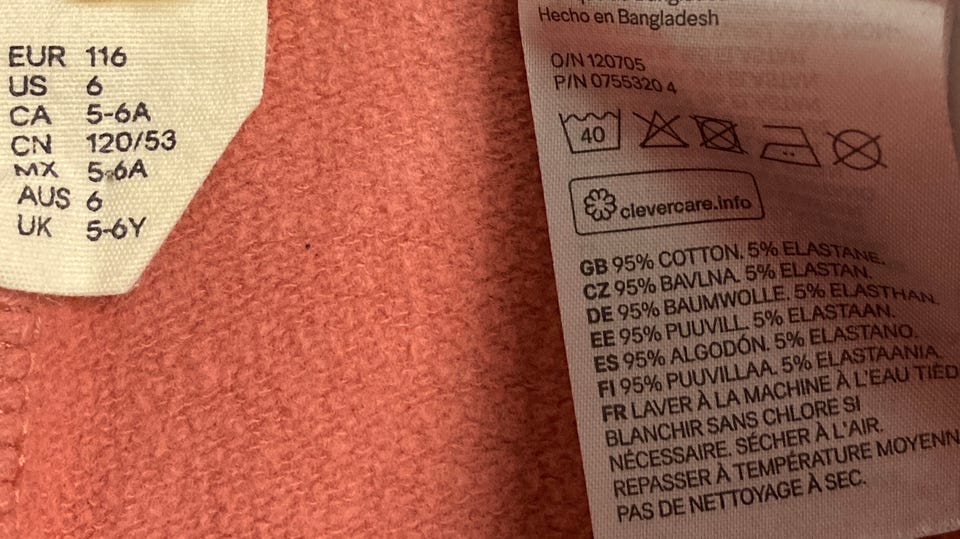 EUR 116
US 6
CA 5-6A
CN 120/53
MX 5-6A
AUS 6
UK 5-6Y
Hecho en Bangladesh
O/N 120705
P/N 0755320 4
40
clevercare.info
GB 95% COTTON. 5% ELASTANE.
CZ 95% BAVLNA. 5% ELASTAN.
DE 95% BAUMWOLLE. 5% ELASTHAN.
EE 95% PUUVILL. 5% ELASTAAN.
ES 95% ALGODÓN. 5% ELASTANO.
FI 95% PUUVILLAA. 5% ELASTAANIA.
FR LAVER À LA MACHINE À L'EAU TIÈD
BLANCHIR SANS CHLORE SI
NÉCESSAIRE. SÉCHER À L'AIR.
REPASSER À TEMPÉRATURE MOYENN
PAS DE NETTOYAGE À SEC.